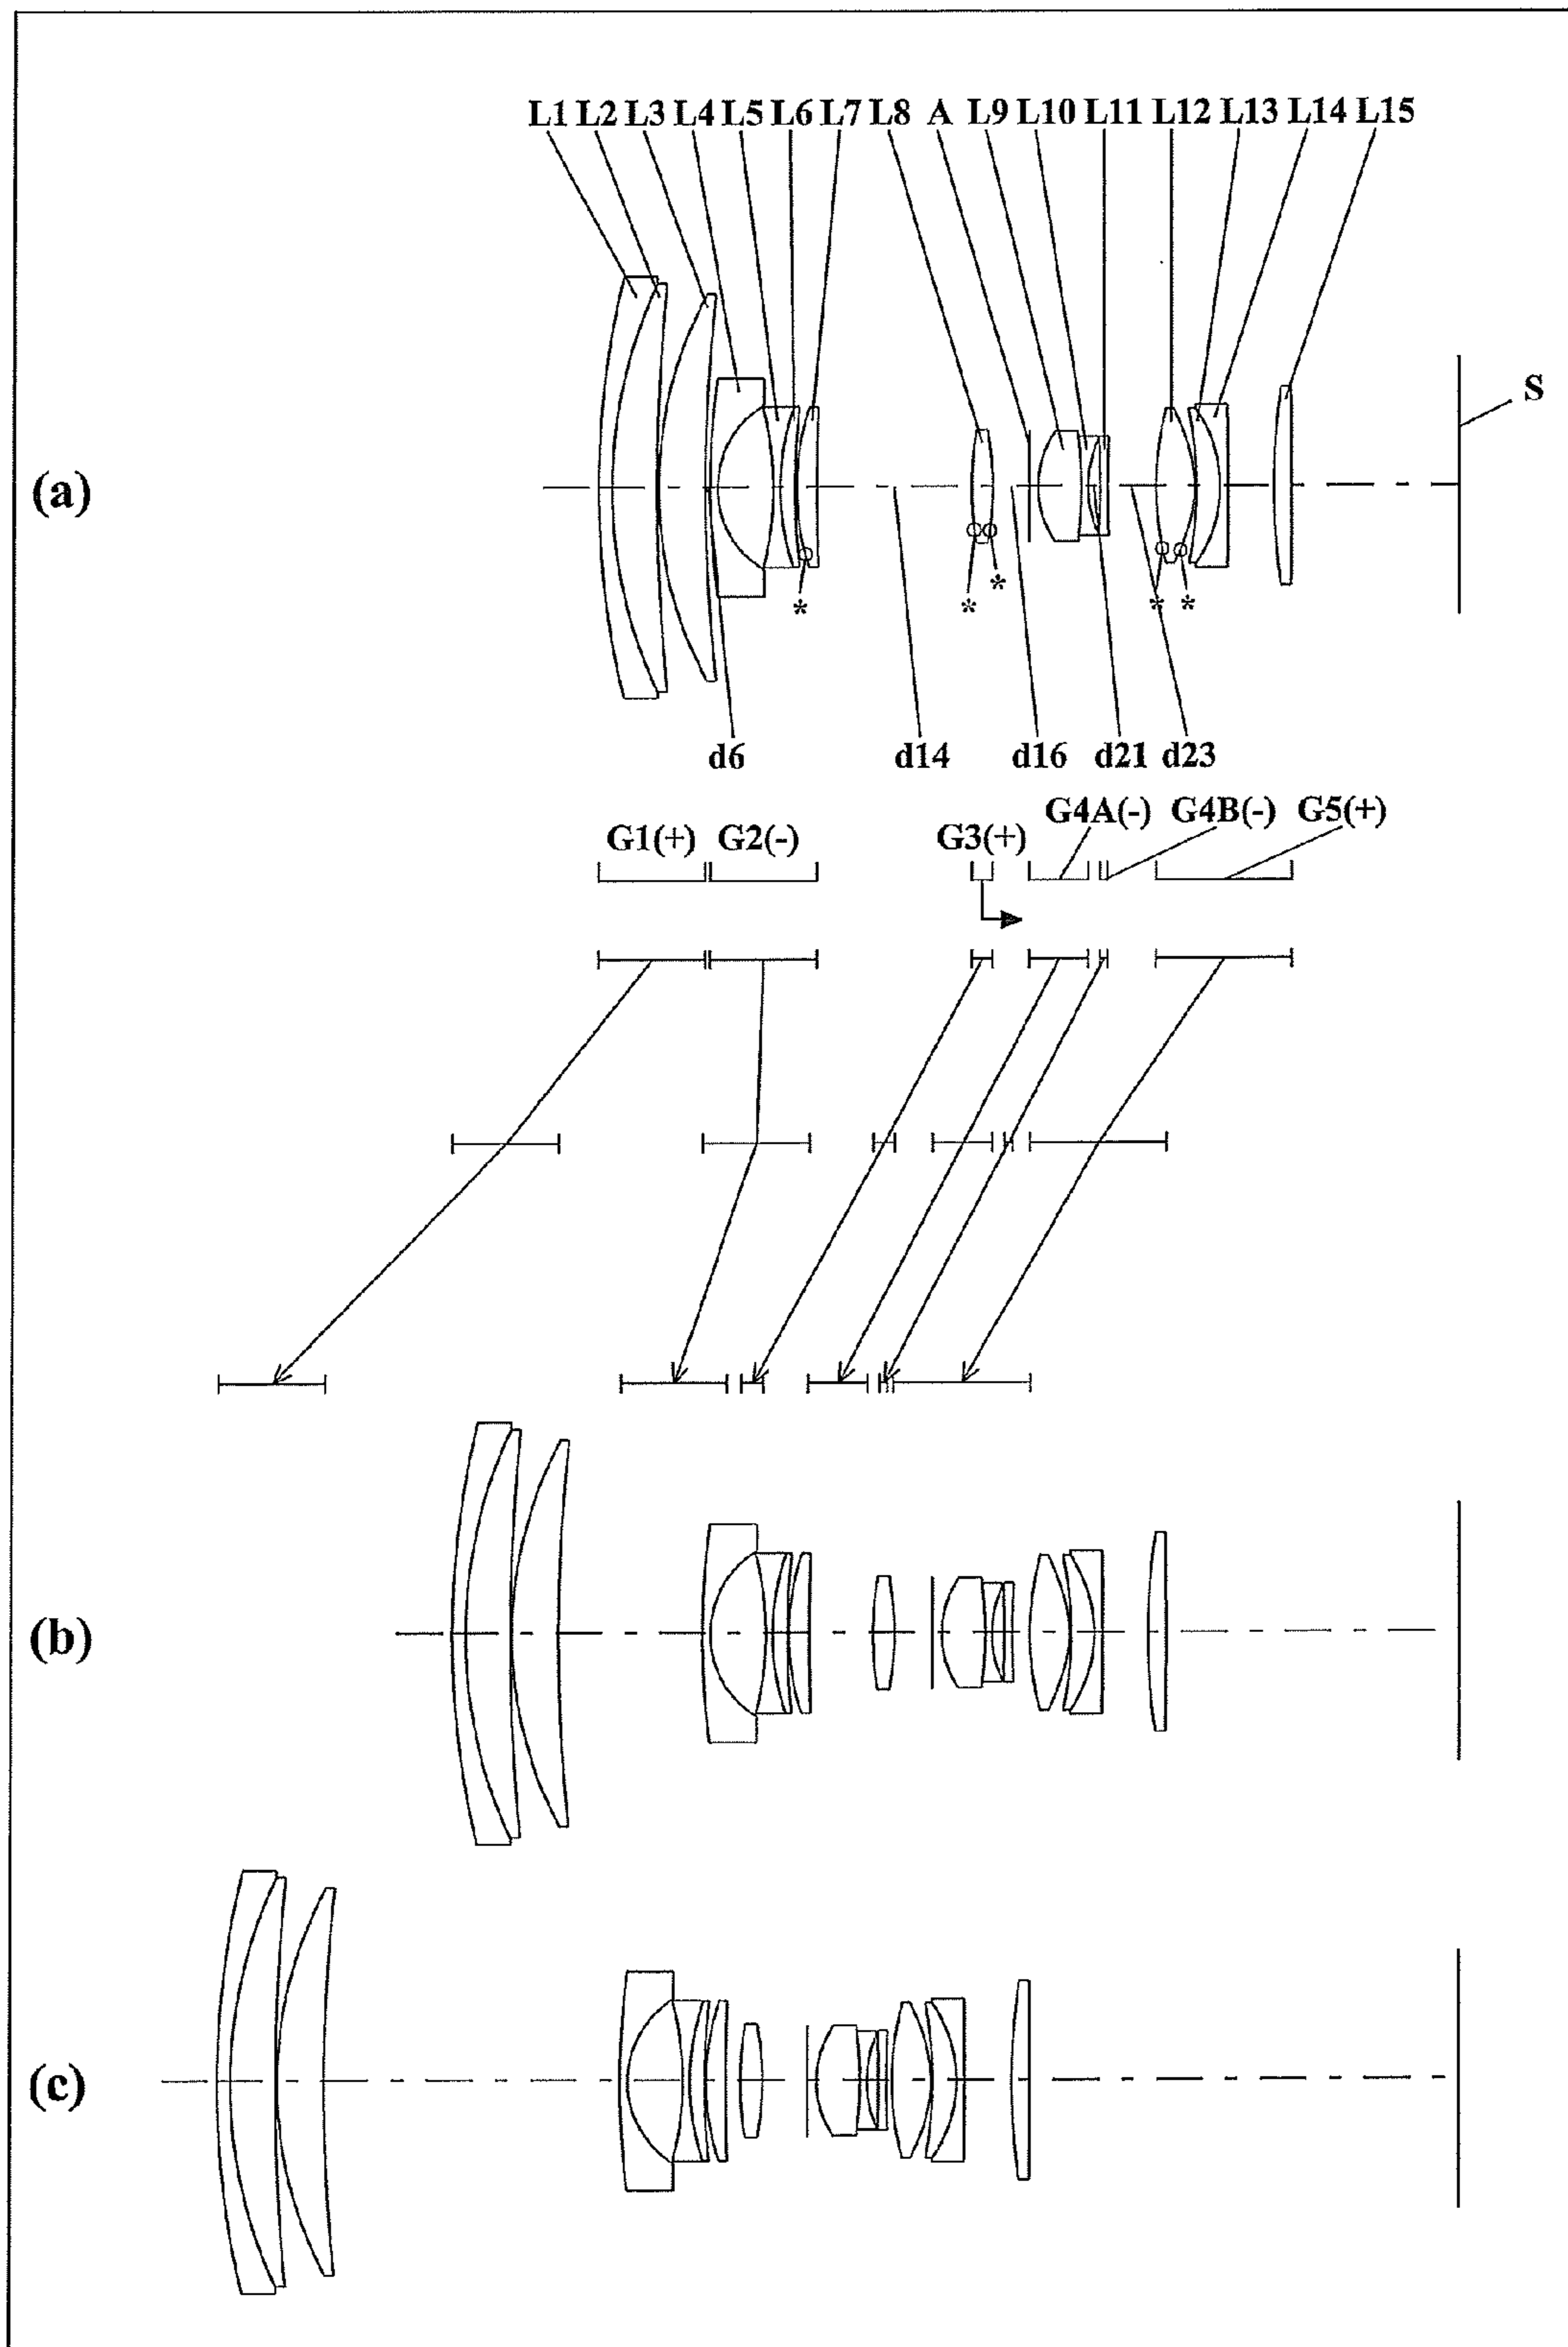 L1 L2 L3 L4 L5 L6 L7 L8 A L9 L10 L11 L12 L13 L14 L15
S
(a)
* * * * *
d6 d14 d16 d21 d23
G1(+) G2(-) G3(+) G4A(-) G4B(-) G5(+)
(b)
(c)